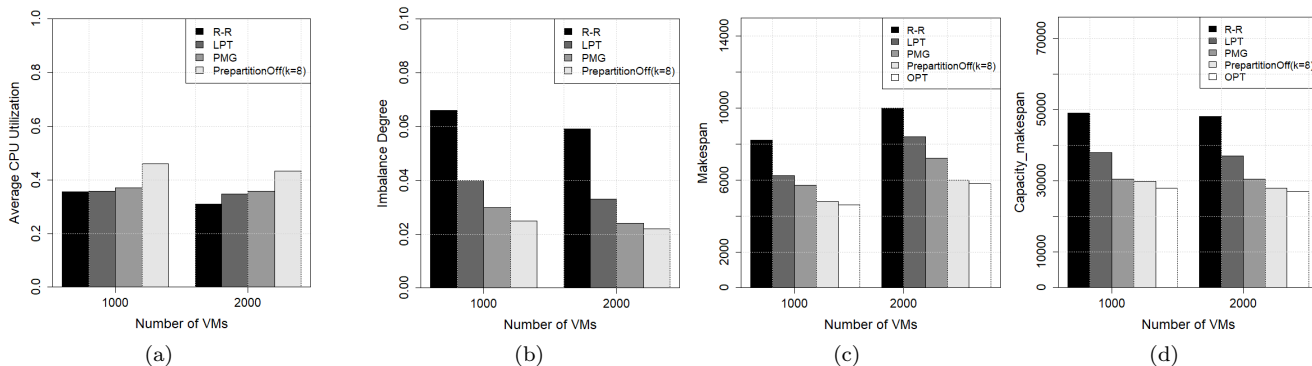 R-R
LPT
PMG
PrepartitionOff(k=8)
Average CPU Utilization
0.0
0.2
0.4
0.6
0.8
1.0
1000
2000
Number of VMs
(a)
R-R
LPT
PMG
PrepartitionOff(k=8)
Imbalance Degree
0.00
0.02
0.04
0.06
0.08
0.10
1000
2000
Number of VMs
(b)
R-R
LPT
PMG
PrepartitionOff(k=8)
OPT
Makespan
0
2000
6000
10000
14000
1000
2000
Number of VMs
(c)
R-R
LPT
PMG
PrepartitionOff(k=8)
OPT
Capacity_makespan
0
10000
30000
50000
70000
1000
2000
Number of VMs
(d)